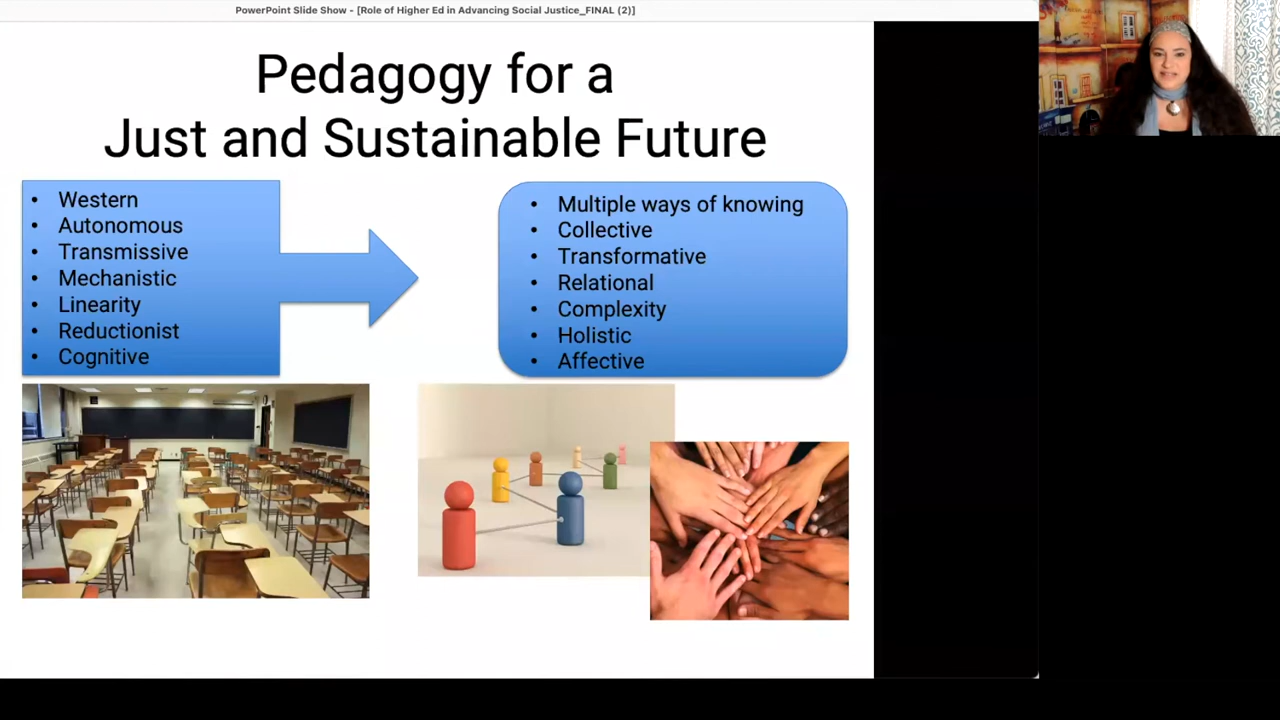 PowerPoint Slide Show - [Role of Higher Ed in Advancing Social Justice_FINAL (2)]
Pedagogy for a
Just and Sustainable Future
• Western
• Autonomous
• Transmissive
• Mechanistic
• Linearity
• Reductionist
• Cognitive
• Multiple ways of knowing
• Collective
• Transformative
• Relational
• Complexity
• Holistic
• Affective